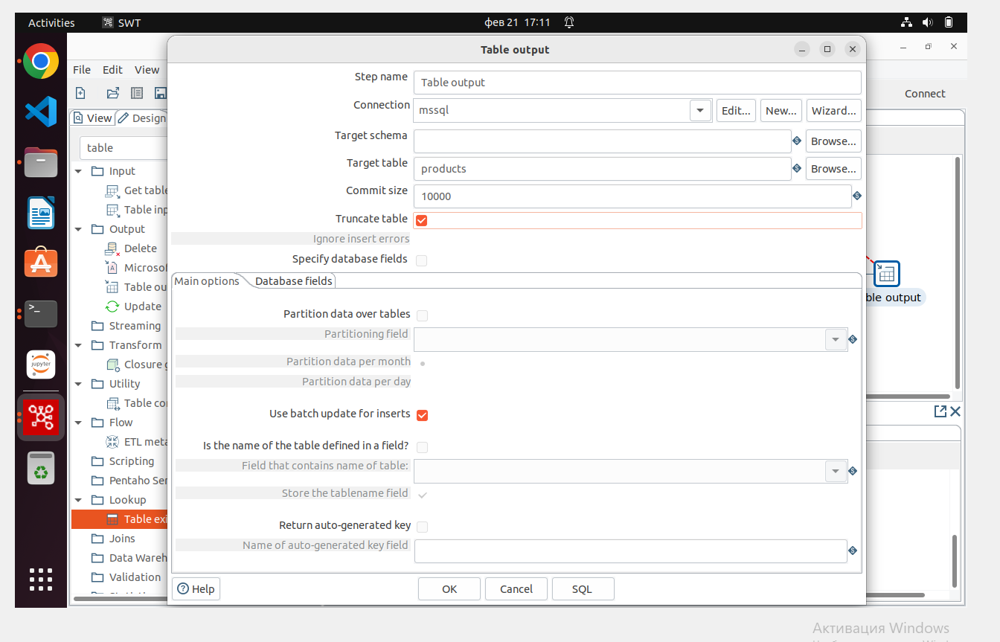 Activities SWT фев 21 17:11
Table output
File Edit View
Connect
View Design
table
Input
Get table
Table inp
Output
Delete
Microsof
Table ou
Update
Streaming
Transform
Closure g
Utility
Table co
Flow
ETL meta
Scripting
Pentaho Ser
Lookup
Table exi
Joins
Data Wareh
Validation
Step name Table output
Connection mssql Edit... New... Wizard...
Target schema Browse...
Target table products Browse...
Commit size 10000
Truncate table
Ignore insert errors
Specify database fields
Main options Database fields
Partition data over tables
Partitioning field
Partition data per month
Partition data per day
Use batch update for inserts
Is the name of the table defined in a field?
Field that contains name of table:
Store the tablename field
Return auto-generated key
Name of auto-generated key field
Help OK Cancel SQL
ble output
jupyter
Активация Windows